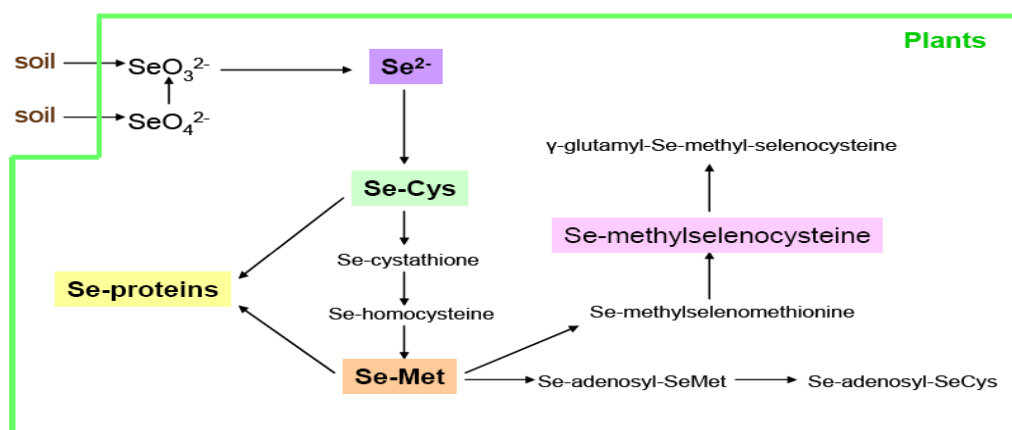 Plants
soil
SeO₃²⁻
Se²⁻
soil
SeO₄²⁻
γ-glutamyl-Se-methyl-selenocysteine
Se-Cys
Se-methylselenocysteine
Se-cystathione
Se-proteins
Se-homocysteine
Se-methylselenomethionine
Se-Met
Se-adenosyl-SeMet
Se-adenosyl-SeCys